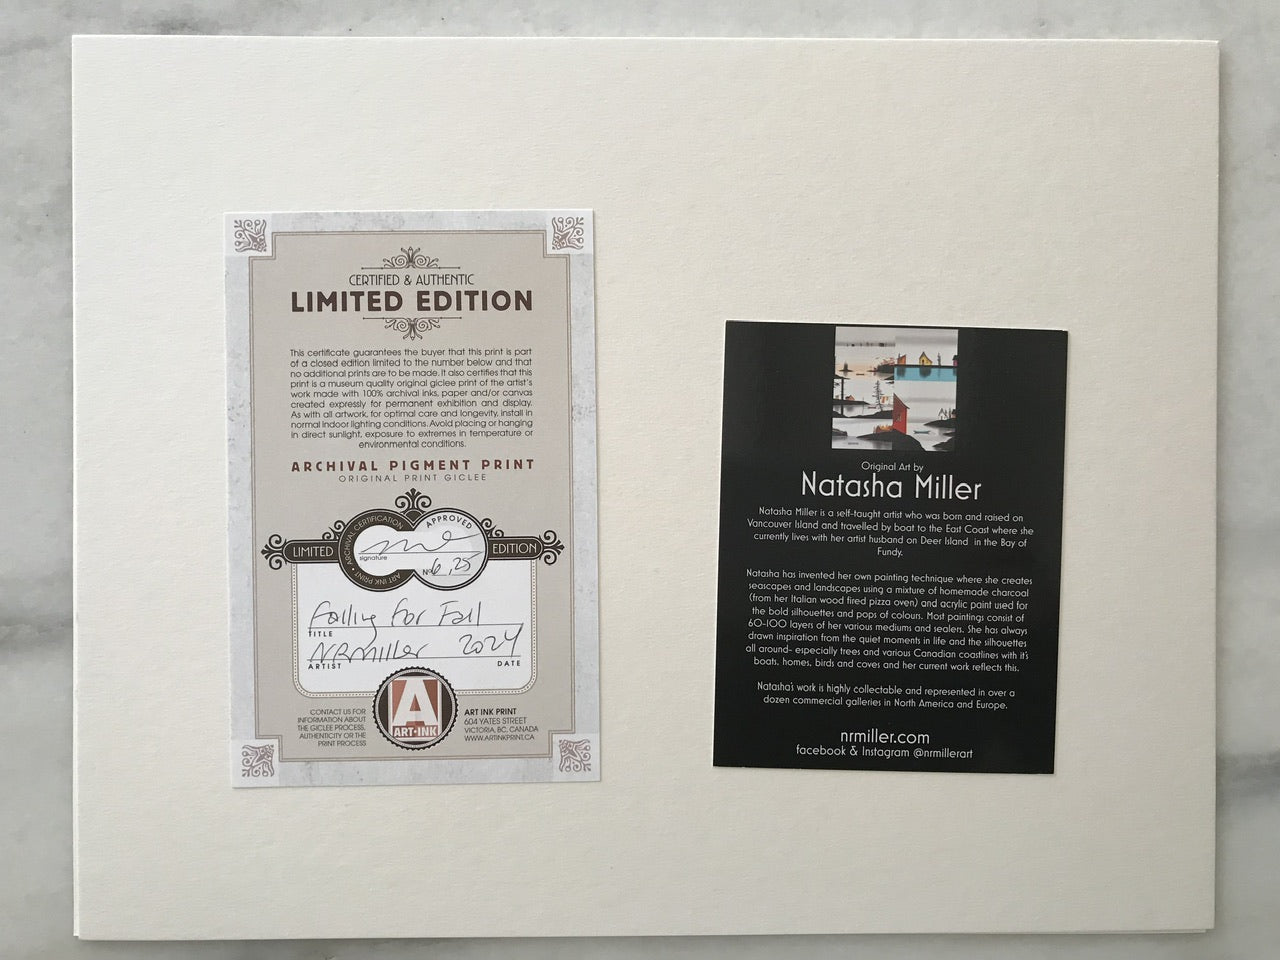 CERTIFIED & AUTHENTIC
LIMITED EDITION
This certificate guarantees the buyer that this print is part
of a closed edition limited to the number below and that
no additional prints are to be made. It also certifies that this
print is a museum quality original giclee print of the artist's
work made with 100% archival inks, paper and/or canvas
created expressly for permanent exhibition and display.
As with all artwork, for optimal care and longevity, install in
normal indoor lighting conditions. Avoid placing or hanging
in direct sunlight, exposure to extremes in temperature or
environmental conditions.
ARCHIVAL PIGMENT PRINT
ORIGINAL PRINT GICLEE
LIMITED
ART INK PRINT • ARCHIVAL CERTIFICATION •
APPROVED
signature
Nº 6, 25
EDITION
Falling for Fall
TITLE
NRMiller 2024
ARTIST DATE
CONTACT US FOR
INFORMATION ABOUT
THE GICLEE PROCESS,
AUTHENTICITY OR THE
PRINT PROCESS
A
ART•INK
ART INK PRINT
604 YATES STREET
VICTORIA, BC, CANADA
WWW.ARTINKPRINT.CA
Original Art by
Natasha Miller
Natasha Miller is a self-taught artist who was born and raised on
Vancouver Island and travelled by boat to the East Coast where she
currently lives with her artist husband on Deer Island in the Bay of
Fundy.
Natasha has invented her own painting technique where she creates
seascapes and landscapes using a mixture of homemade charcoal
(from her Italian wood fired pizza oven) and acrylic paint used for
the bold silhouettes and pops of colours. Most paintings consist of
60-100 layers of her various mediums and sealers. She has always
drawn inspiration from the quiet moments in life and the silhouettes
all around- especially trees and various Canadian coastlines with it's
boats, homes, birds and coves and her current work reflects this.
Natasha's work is highly collectable and represented in over a
dozen commercial galleries in North America and Europe.
nrmiller.com
facebook & Instagram @nrmillerart